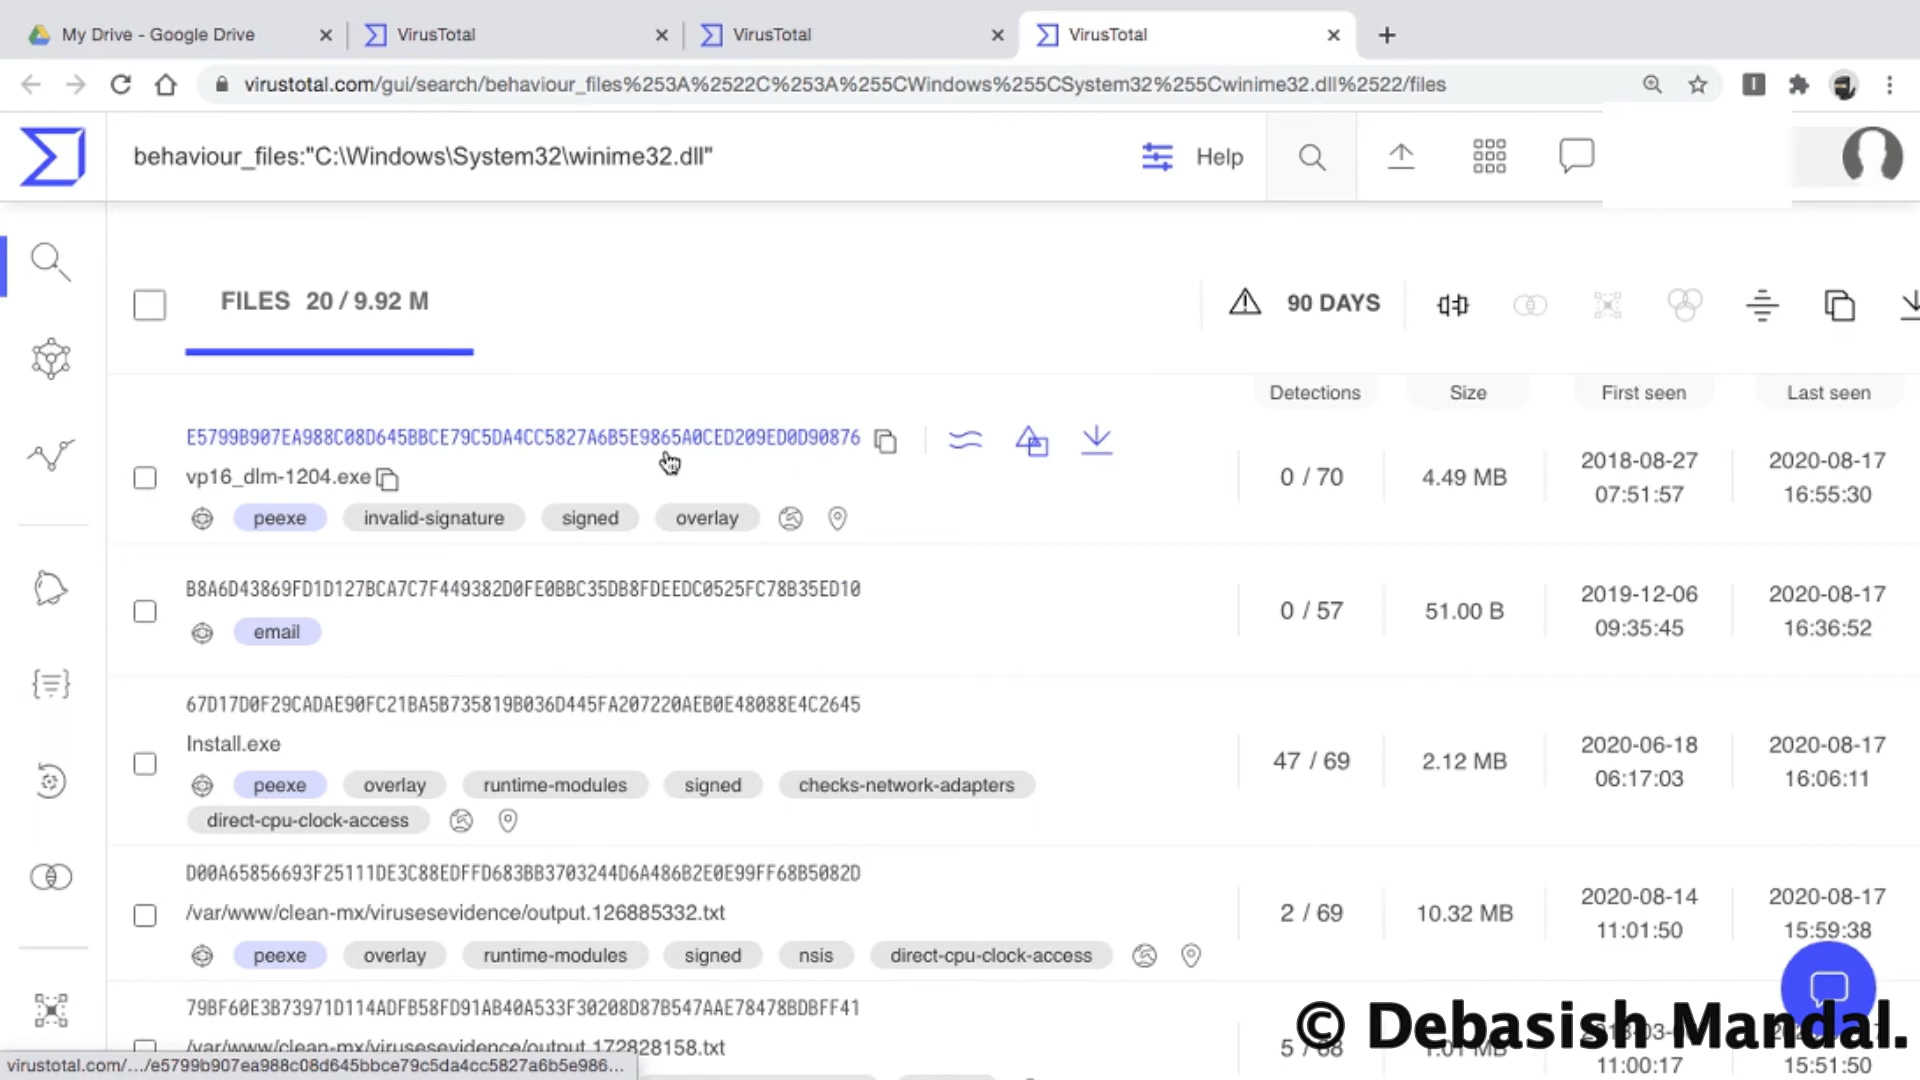 My Drive - Google Drive
VirusTotal
VirusTotal
VirusTotal
virustotal.com/gui/search/behaviour_files%253A%2522C%253A%255CWindows%255CSystem32%255Cwinime32.dll%2522/files
behaviour_files:"C:\Windows\System32\winime32.dll"
Help
FILES 20 / 9.92 M
90 DAYS
Detections Size First seen Last seen
E5799B907EA988C08D645BBCE79C5DA4CC5827A6B5E9865A0CED209ED0D90876
vp16_dlm-1204.exe
0 / 70 4.49 MB 2018-08-27 2020-08-17
07:51:57 16:55:30
peexe invalid-signature signed overlay
B8A6D43869FD1D127BCA7C7F449382D0FE0BBC35DB8FDEEDC0525FC78B35ED10
0 / 57 51.00 B 2019-12-06 2020-08-17
09:35:45 16:36:52
email
67D17D0F29CADAE90FC21BA5B735819B036D445FA207220AEB0E48088E4C2645
Install.exe
47 / 69 2.12 MB 2020-06-18 2020-08-17
06:17:03 16:06:11
peexe overlay runtime-modules signed checks-network-adapters
direct-cpu-clock-access
D00A65856693F25111DE3C88EDFFD683BB3703244D6A486B2E0E99FF68B5082D
/var/www/clean-mx/virusesevidence/output.126885332.txt
2 / 69 10.32 MB 2020-08-14 2020-08-17
11:01:50 15:59:38
peexe overlay runtime-modules signed nsis direct-cpu-clock-access
79BF60E3B73971D114ADFB58FD91AB40A533F30208D87B547AAE78478BDBFF41
/var/www/clean-mx/virusesevidence/output.172828158.txt
5 / 68 1.01 MB
11:00:17 15:51:50
© Debasish Mandal.
virustotal.com/.../e5799b907ea988c08d645bbce79c5da4cc5827a6b5e986...